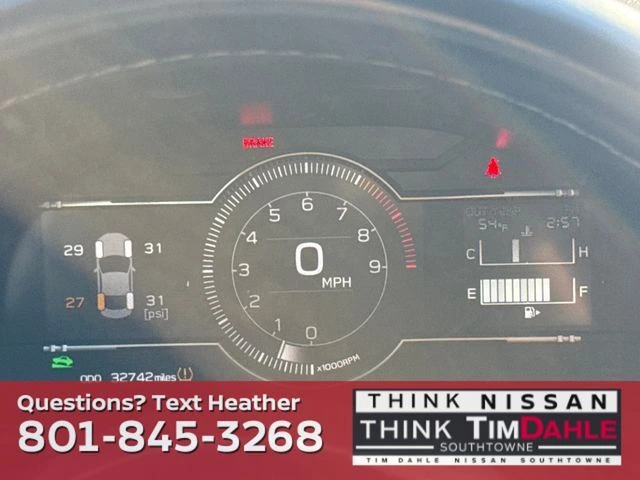 BRAKE
OUT TEMP
54°F 2:57
29 31
27 31
[psi]
C H
E F
0 1 2 3 4 5 6 7 8 9
0
MPH
x1000RPM
ODO 32742 miles
Questions? Text Heather
801-845-3268
THINK NISSAN
THINK TIMDAHLE
SOUTHTOWNE
TIM DAHLE NISSAN SOUTHTOWNE